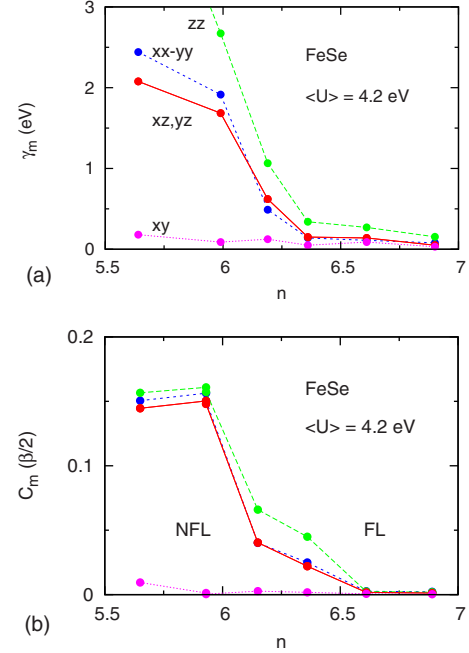 3
zz
xx-yy
FeSe
2
<U> = 4.2 eV
xz,yz
γm (eV)
1
xy
0
5.5 6 6.5 7
(a)
n
0.2
FeSe
<U> = 4.2 eV
Cm (β/2)
0.1
NFL FL
0
5.5 6 6.5 7
(b)
n